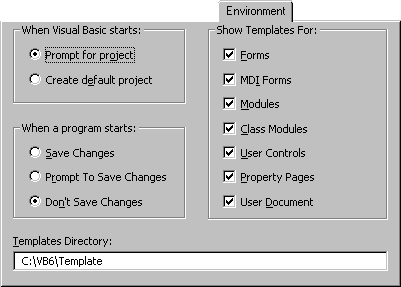 Environment
When Visual Basic starts:
Prompt for project
Create default project
When a program starts:
Save Changes
Prompt To Save Changes
Don't Save Changes
Show Templates For:
Forms
MDI Forms
Modules
Class Modules
User Controls
Property Pages
User Document
Templates Directory:
C:\VB6\Template